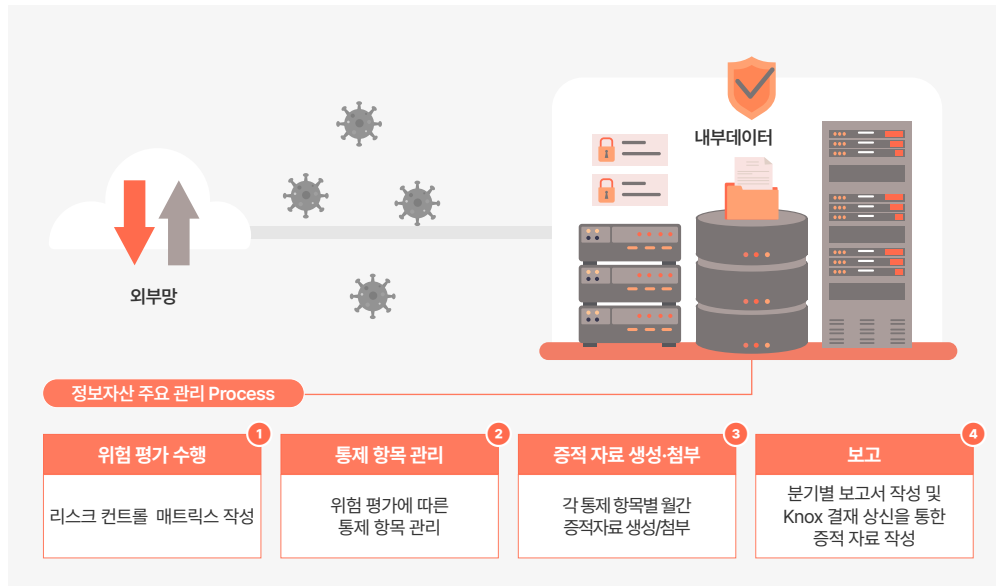 내부데이터
외부망
정보자산 주요 관리 Process
1
위험 평가 수행
리스크 컨트롤 매트릭스 작성
2
통제 항목 관리
위험 평가에 따른
통제 항목 관리
3
증적 자료 생성·첨부
각 통제 항목별 월간
증적자료 생성/첨부
4
보고
분기별 보고서 작성 및
Knox 결재 상신을 통한
증적 자료 작성